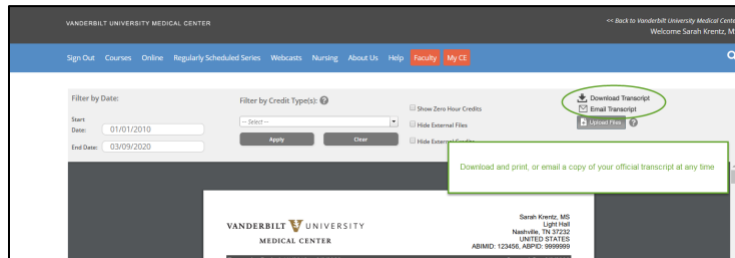 VANDERBILT UNIVERSITY MEDICAL CENTER
<< Back to Vanderbilt University Medical Cente
Welcome Sarah Krentz, M
Sign Out Courses Online Regularly Scheduled Series Webcasts Nursing About Us Help Faculty My CE
Filter by Date:
Start
Date: 01/01/2010
End Date: 03/09/2020
Filter by Credit Type(s):
-- Select --
Apply Clear
Show Zero Hour Credits
Hide External Files
Hide External Credits
Download Transcript
Email Transcript
Upload Files
Download and print, or email a copy of your official transcript at any time
VANDERBILT UNIVERSITY
MEDICAL CENTER
Sarah Krentz, MS
Light Hall
Nashville, TN 37232
UNITED STATES
ABIMID: 123456, ABPID: 9999999